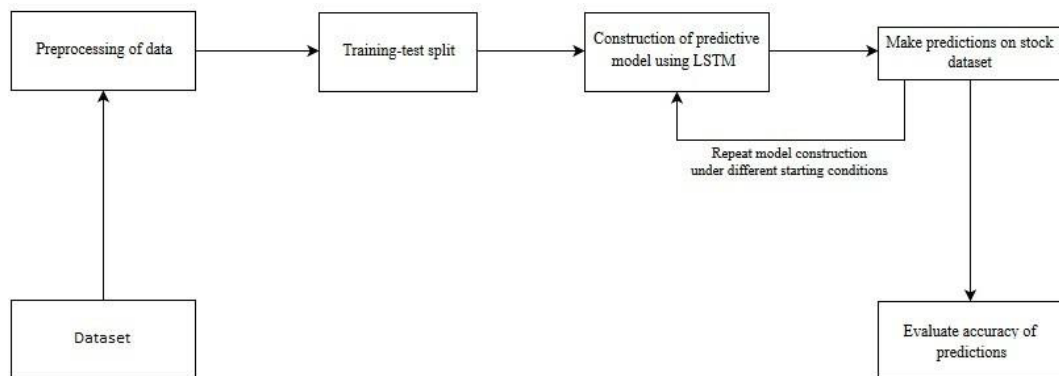 Preprocessing of data
Training-test split
Construction of predictive
model using LSTM
Make predictions on stock
dataset
Repeat model construction
under different starting conditions
Dataset
Evaluate accuracy of
predictions